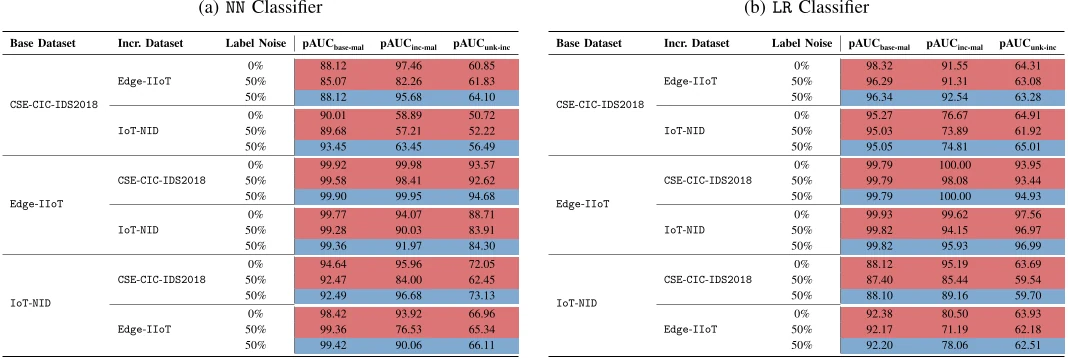 (a) NN Classifier
Base Dataset Incr. Dataset Label Noise pAUCbase-mal pAUCinc-mal pAUCunk-inc
CSE-CIC-IDS2018 Edge-IIoT 0% 88.12 97.46 60.85
50% 85.07 82.26 61.83
50% 88.12 95.68 64.10
IoT-NID 0% 90.01 58.89 50.72
50% 89.68 57.21 52.22
50% 93.45 63.45 56.49
Edge-IIoT CSE-CIC-IDS2018 0% 99.92 99.98 93.57
50% 99.58 98.41 92.62
50% 99.90 99.95 94.68
IoT-NID 0% 99.77 94.07 88.71
50% 99.28 90.03 83.91
50% 99.36 91.97 84.30
IoT-NID CSE-CIC-IDS2018 0% 94.64 95.96 72.05
50% 92.47 84.00 62.45
50% 92.49 96.68 73.13
Edge-IIoT 0% 98.42 93.92 66.96
50% 99.36 76.53 65.34
50% 99.42 90.06 66.11
(b) LR Classifier
Base Dataset Incr. Dataset Label Noise pAUCbase-mal pAUCinc-mal pAUCunk-inc
CSE-CIC-IDS2018 Edge-IIoT 0% 98.32 91.55 64.31
50% 96.29 91.31 63.08
50% 96.34 92.54 63.28
IoT-NID 0% 95.27 76.67 64.91
50% 95.03 73.89 61.92
50% 95.05 74.81 65.01
Edge-IIoT CSE-CIC-IDS2018 0% 99.79 100.00 93.95
50% 99.79 98.08 93.44
50% 99.79 100.00 94.93
IoT-NID 0% 99.93 99.62 97.56
50% 99.82 94.15 96.97
50% 99.82 95.93 96.99
IoT-NID CSE-CIC-IDS2018 0% 88.12 95.19 63.69
50% 87.40 85.44 59.54
50% 88.10 89.16 59.70
Edge-IIoT 0% 92.38 80.50 63.93
50% 92.17 71.19 62.18
50% 92.20 78.06 62.51